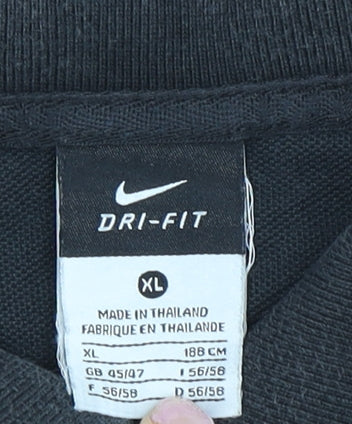 DRI-FIT
XL
MADE IN THAILAND
FABRIQUE EN THAILANDE
XL 188 CM
GB 45/47 I 56/58
F 56/58 D 56/58